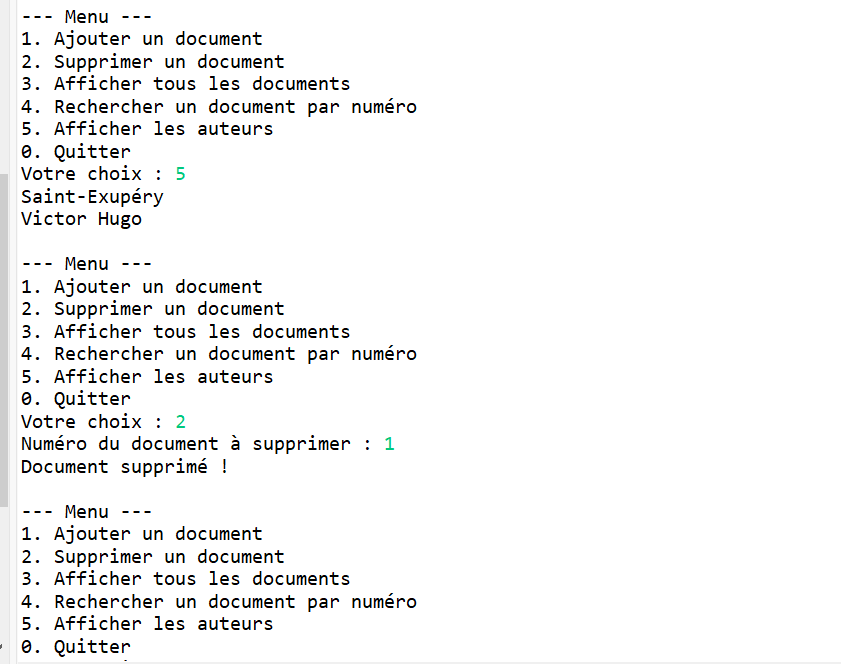 --- Menu ---
1. Ajouter un document
2. Supprimer un document
3. Afficher tous les documents
4. Rechercher un document par numéro
5. Afficher les auteurs
0. Quitter
Votre choix : 5
Saint-Exupéry
Victor Hugo
--- Menu ---
1. Ajouter un document
2. Supprimer un document
3. Afficher tous les documents
4. Rechercher un document par numéro
5. Afficher les auteurs
0. Quitter
Votre choix : 2
Numéro du document à supprimer : 1
Document supprimé !
--- Menu ---
1. Ajouter un document
2. Supprimer un document
3. Afficher tous les documents
4. Rechercher un document par numéro
5. Afficher les auteurs
0. Quitter